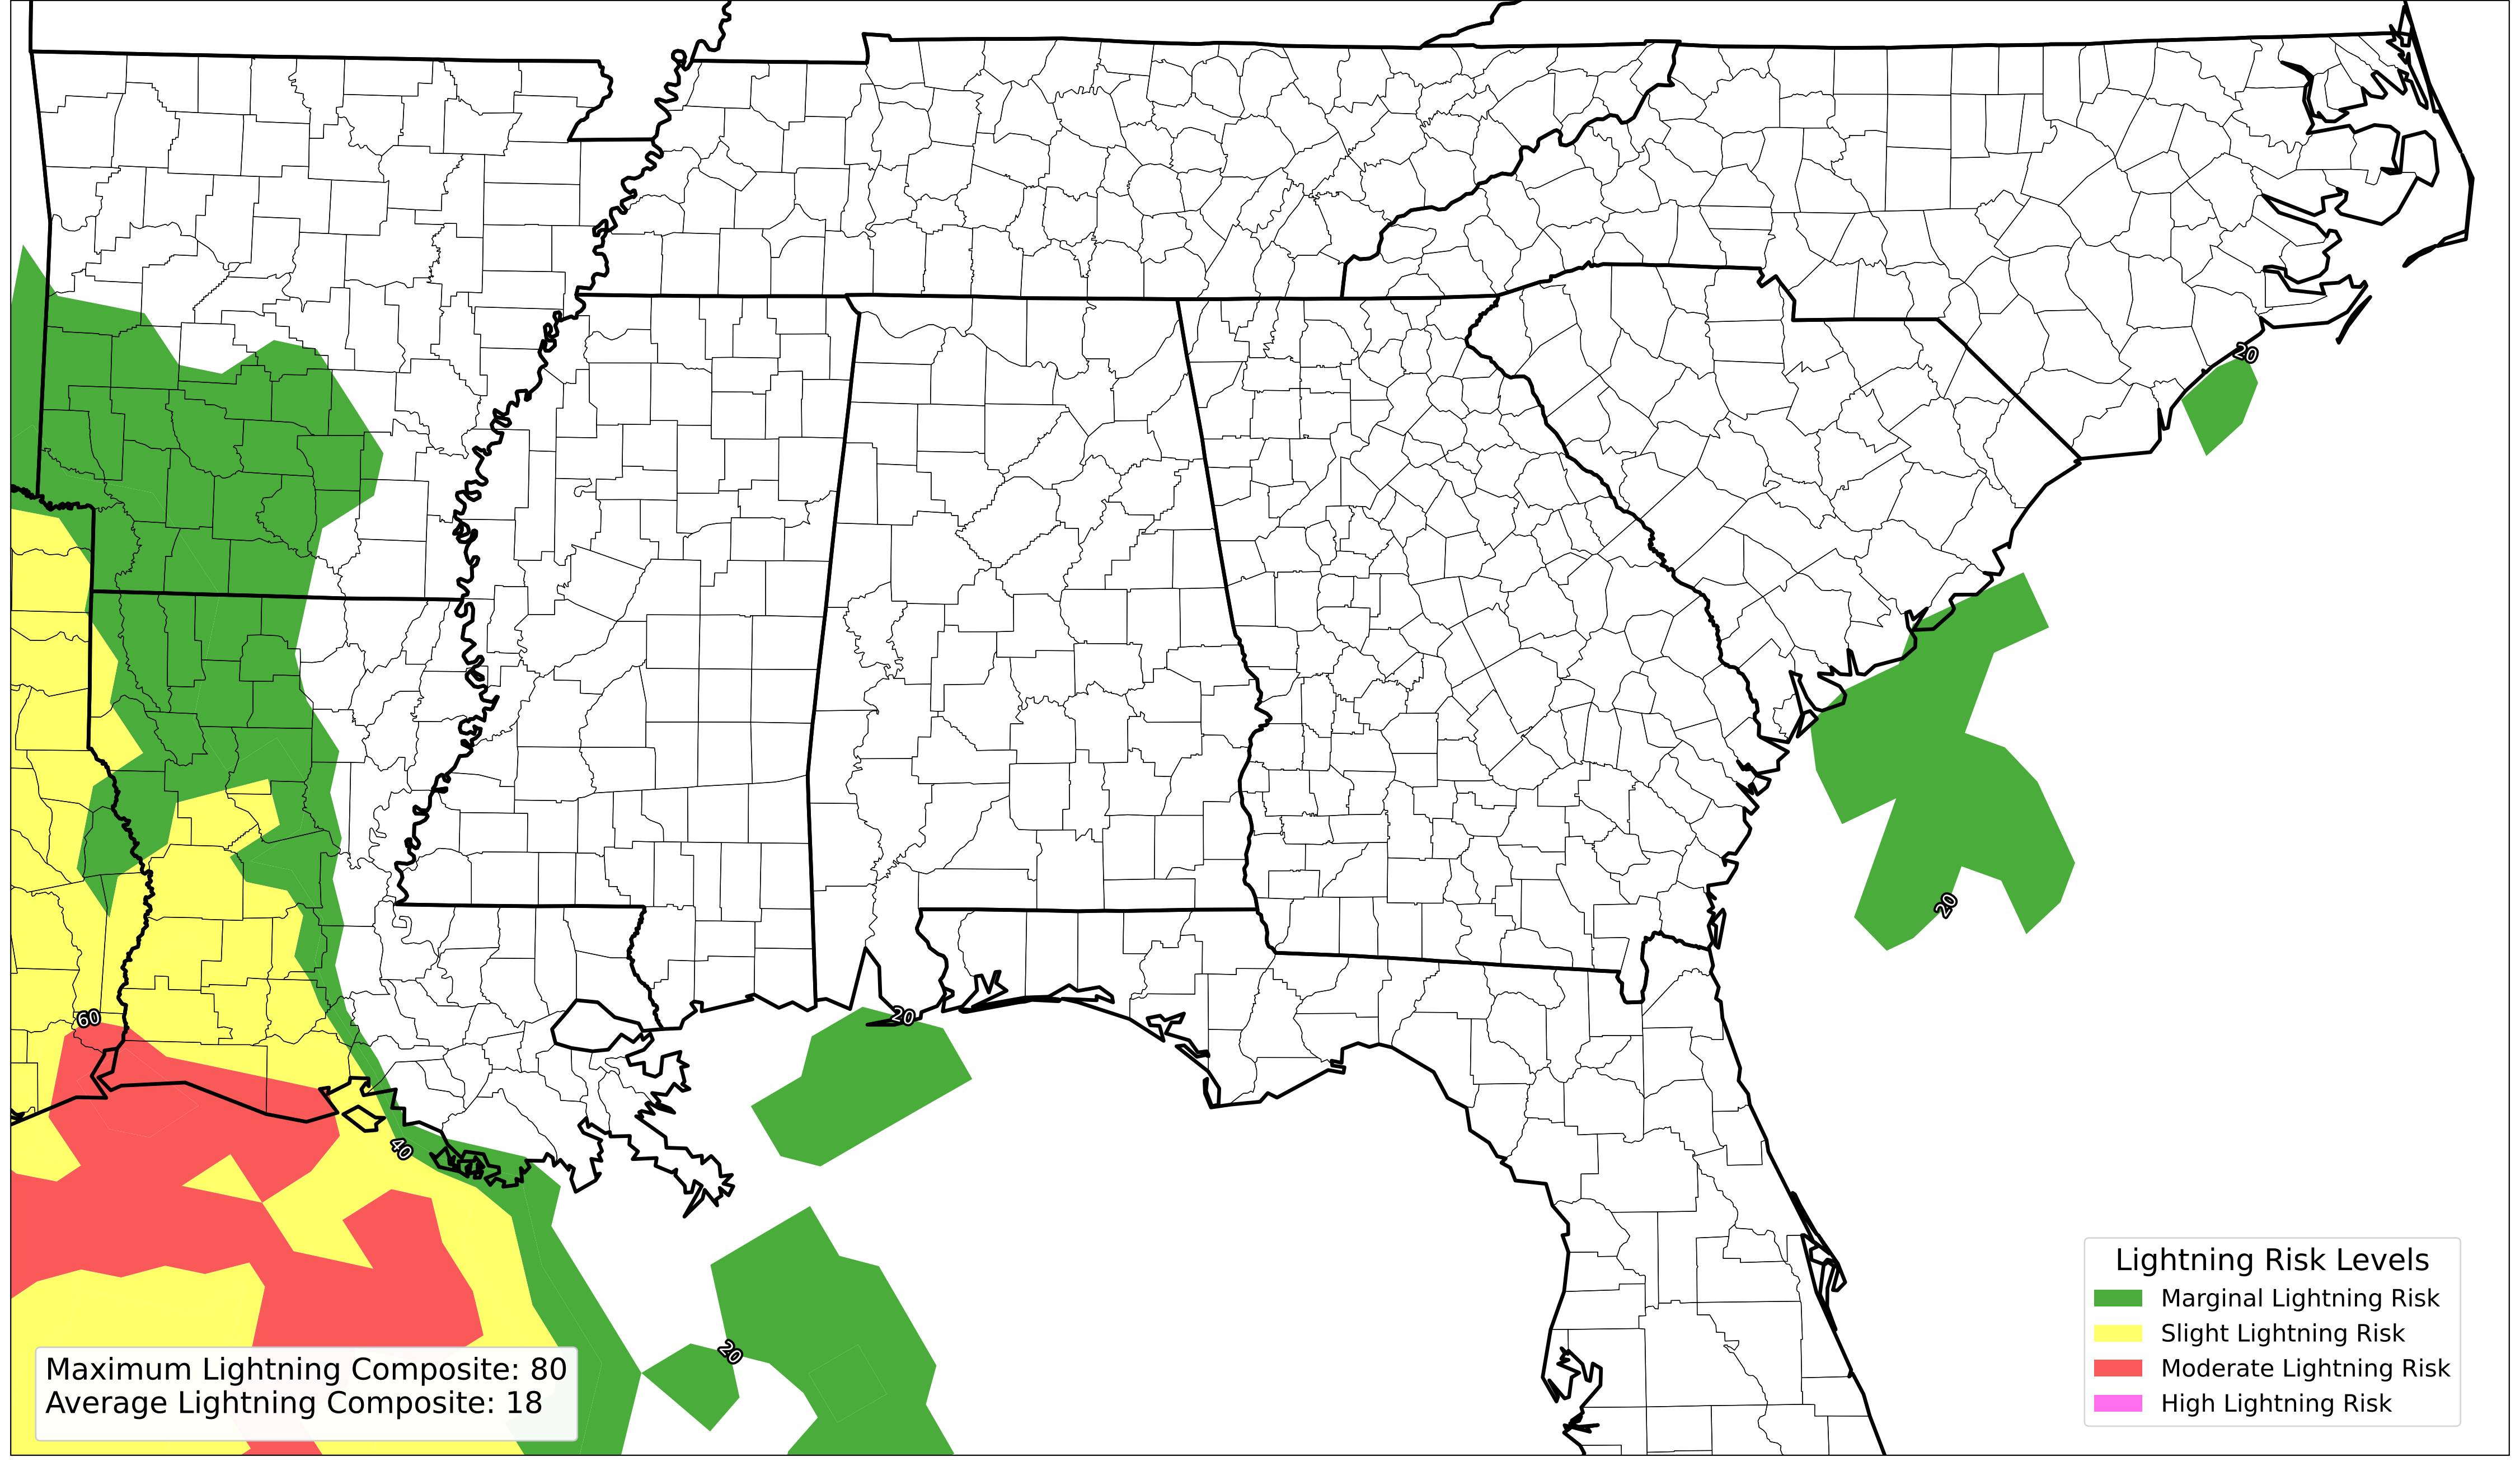 20
20
20
60
40
20
Lightning Risk Levels
Marginal Lightning Risk
Slight Lightning Risk
Moderate Lightning Risk
High Lightning Risk
Maximum Lightning Composite: 80
Average Lightning Composite: 18